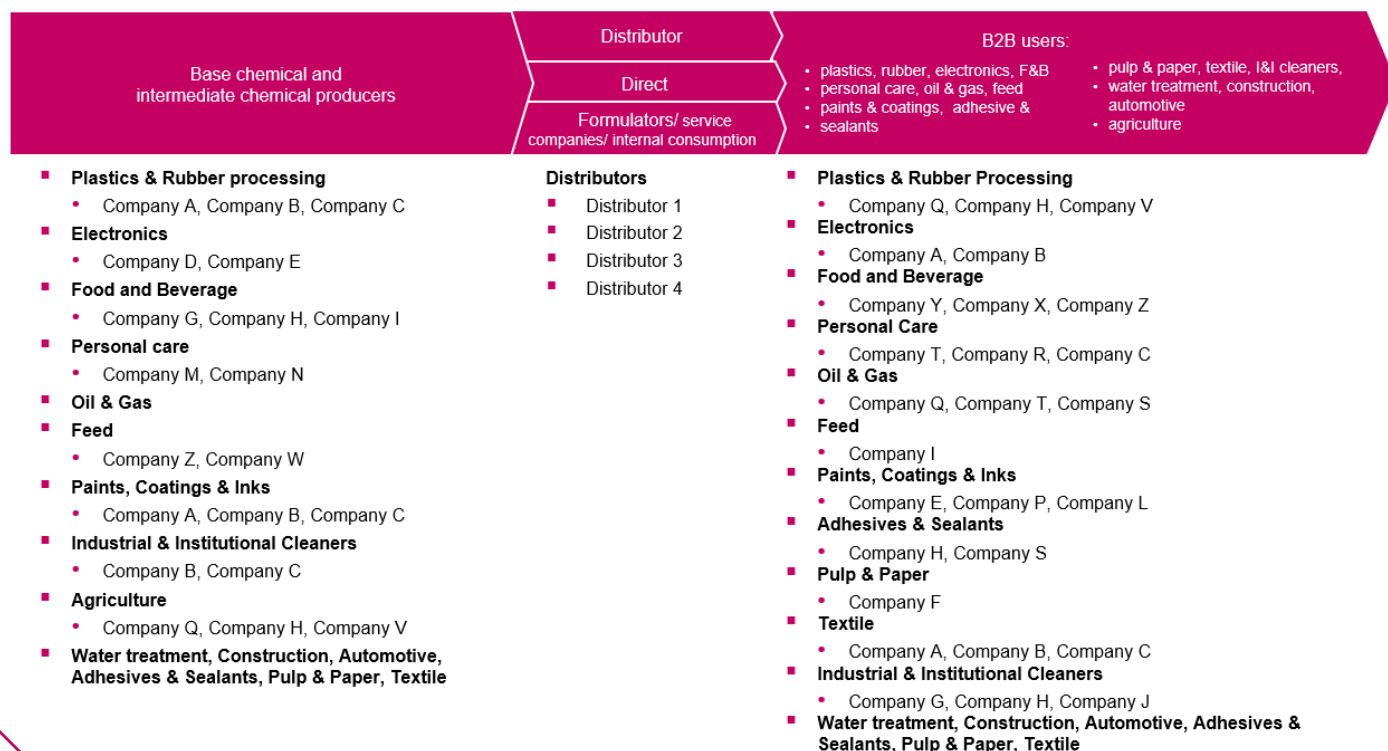 Base chemical and
intermediate chemical producers
Distributor
Direct
Formulators/ service
companies/ internal consumption
B2B users:
• plastics, rubber, electronics, F&B
• personal care, oil & gas, feed
• paints & coatings, adhesive &
• sealants
• pulp & paper, textile, I&I cleaners,
• water treatment, construction,
automotive
• agriculture
▪ Plastics & Rubber processing
• Company A, Company B, Company C
▪ Electronics
• Company D, Company E
▪ Food and Beverage
• Company G, Company H, Company I
▪ Personal care
• Company M, Company N
▪ Oil & Gas
▪ Feed
• Company Z, Company W
▪ Paints, Coatings & Inks
• Company A, Company B, Company C
▪ Industrial & Institutional Cleaners
• Company B, Company C
▪ Agriculture
• Company Q, Company H, Company V
▪ Water treatment, Construction, Automotive,
Adhesives & Sealants, Pulp & Paper, Textile
Distributors
▪ Distributor 1
▪ Distributor 2
▪ Distributor 3
▪ Distributor 4
▪ Plastics & Rubber Processing
• Company Q, Company H, Company V
▪ Electronics
• Company A, Company B
▪ Food and Beverage
• Company Y, Company X, Company Z
▪ Personal Care
• Company T, Company R, Company C
▪ Oil & Gas
• Company Q, Company T, Company S
▪ Feed
• Company I
▪ Paints, Coatings & Inks
• Company E, Company P, Company L
▪ Adhesives & Sealants
• Company H, Company S
▪ Pulp & Paper
• Company F
▪ Textile
• Company A, Company B, Company C
▪ Industrial & Institutional Cleaners
• Company G, Company H, Company J
▪ Water treatment, Construction, Automotive, Adhesives &
Sealants, Pulp & Paper, Textile